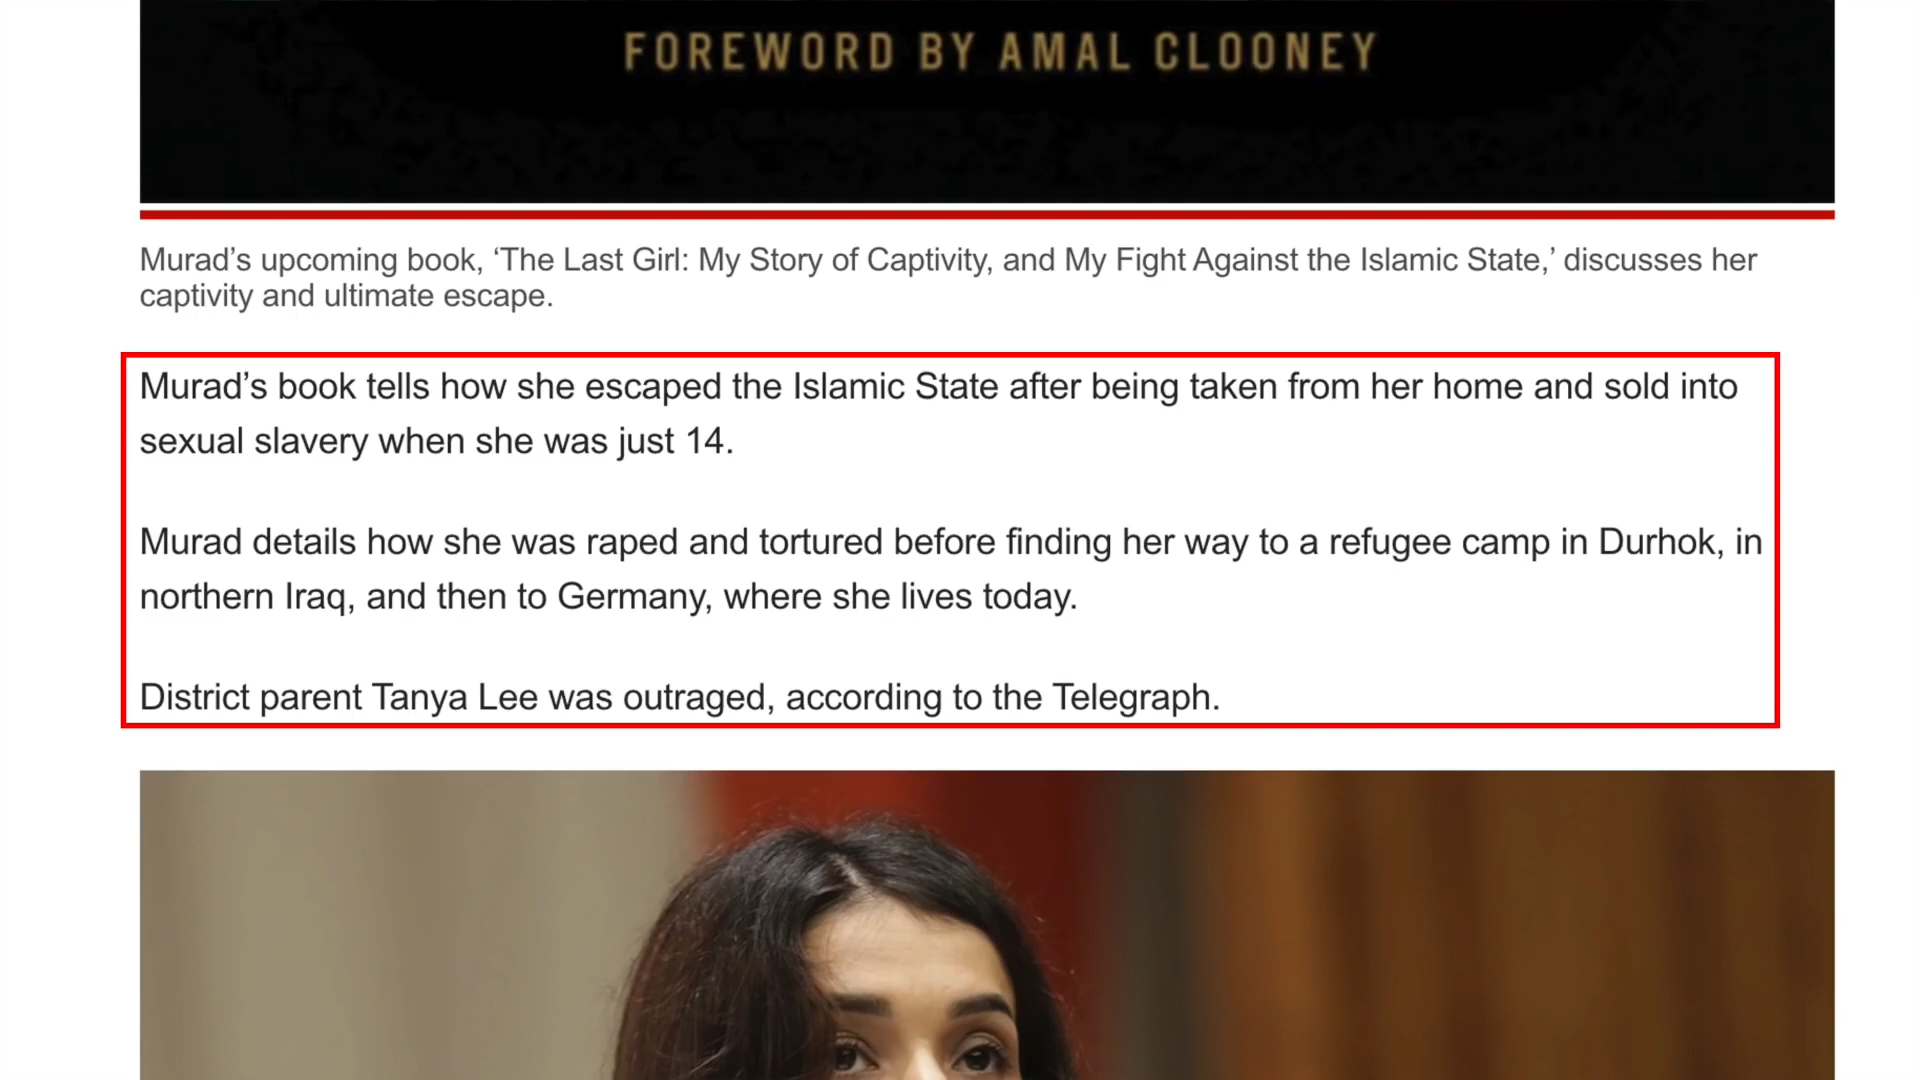 FOREWORD BY AMAL CLOONEY
Murad’s upcoming book, ‘The Last Girl: My Story of Captivity, and My Fight Against the Islamic State,’ discusses her
captivity and ultimate escape.
Murad’s book tells how she escaped the Islamic State after being taken from her home and sold into
sexual slavery when she was just 14.
Murad details how she was raped and tortured before finding her way to a refugee camp in Durhok, in
northern Iraq, and then to Germany, where she lives today.
District parent Tanya Lee was outraged, according to the Telegraph.